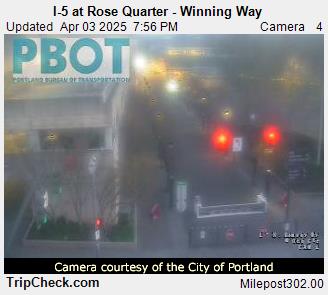 I-5 at Rose Quarter - Winning Way
Updated Apr 03 2025 7:56 PM Camera 4
PBOT
PORTLAND BUREAU OF TRANSPORTATION
Camera courtesy of the City of Portland
TripCheck.com Milepost302.00